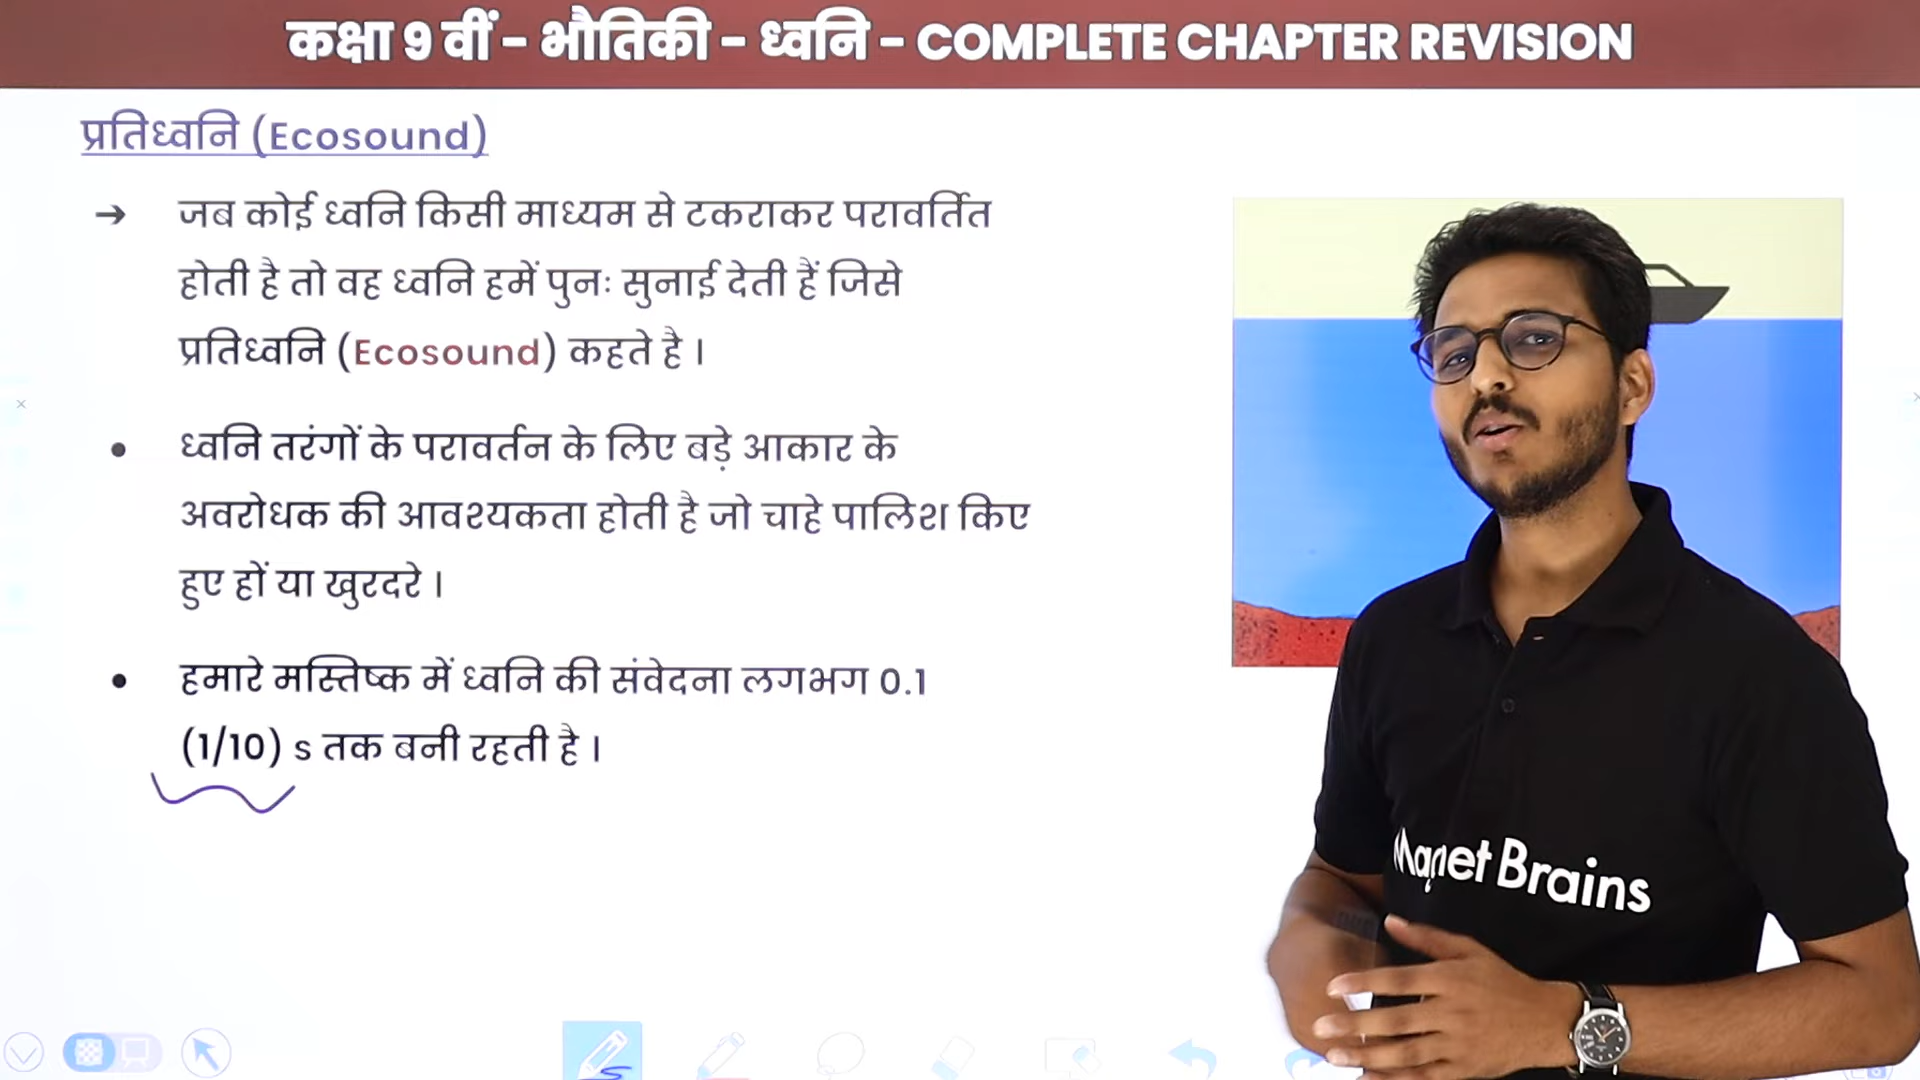 कक्षा 9 वीं - भौतिकी - ध्वनि - COMPLETE CHAPTER REVISION
प्रतिध्वनि (Ecosound)
➔ जब कोई ध्वनि किसी माध्यम से टकराकर परावर्तित
होती है तो वह ध्वनि हमें पुनः सुनाई देती हैं जिसे
प्रतिध्वनि (Ecosound) कहते है ।
• ध्वनि तरंगों के परावर्तन के लिए बड़े आकार के
अवरोधक की आवश्यकता होती है जो चाहे पालिश किए
हुए हों या खुरदरे ।
• हमारे मस्तिष्क में ध्वनि की संवेदना लगभग 0.1
(1/10) s तक बनी रहती है ।
Magnet Brains